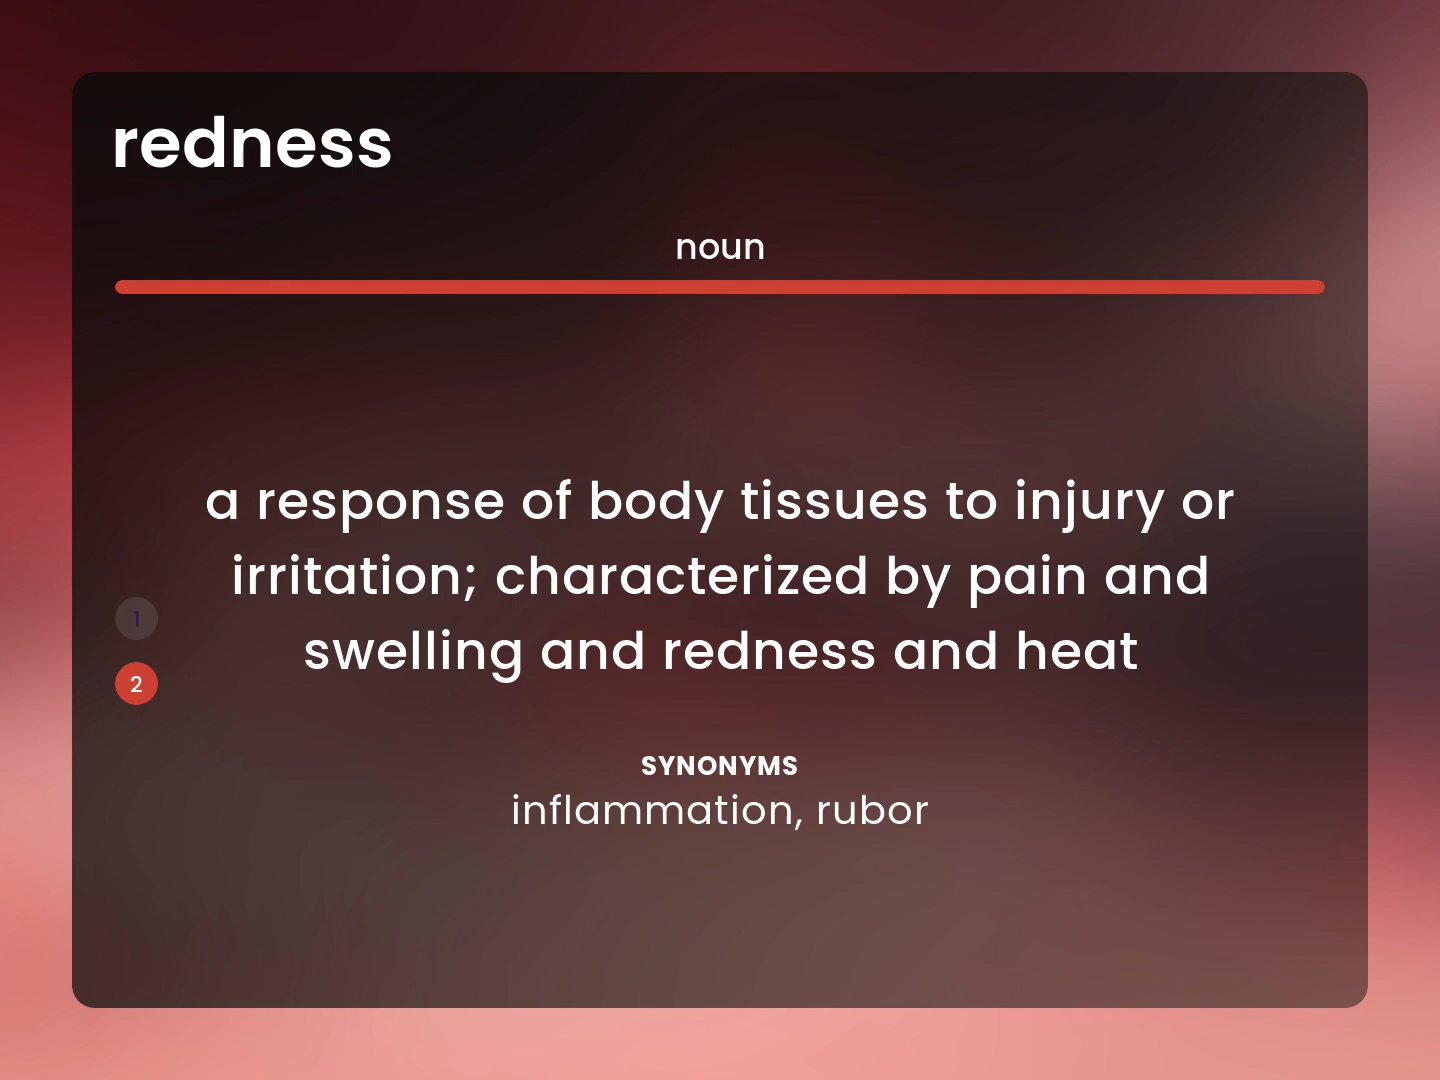 redness
noun
a response of body tissues to injury or
irritation; characterized by pain and
swelling and redness and heat
1
2
SYNONYMS
inflammation, rubor